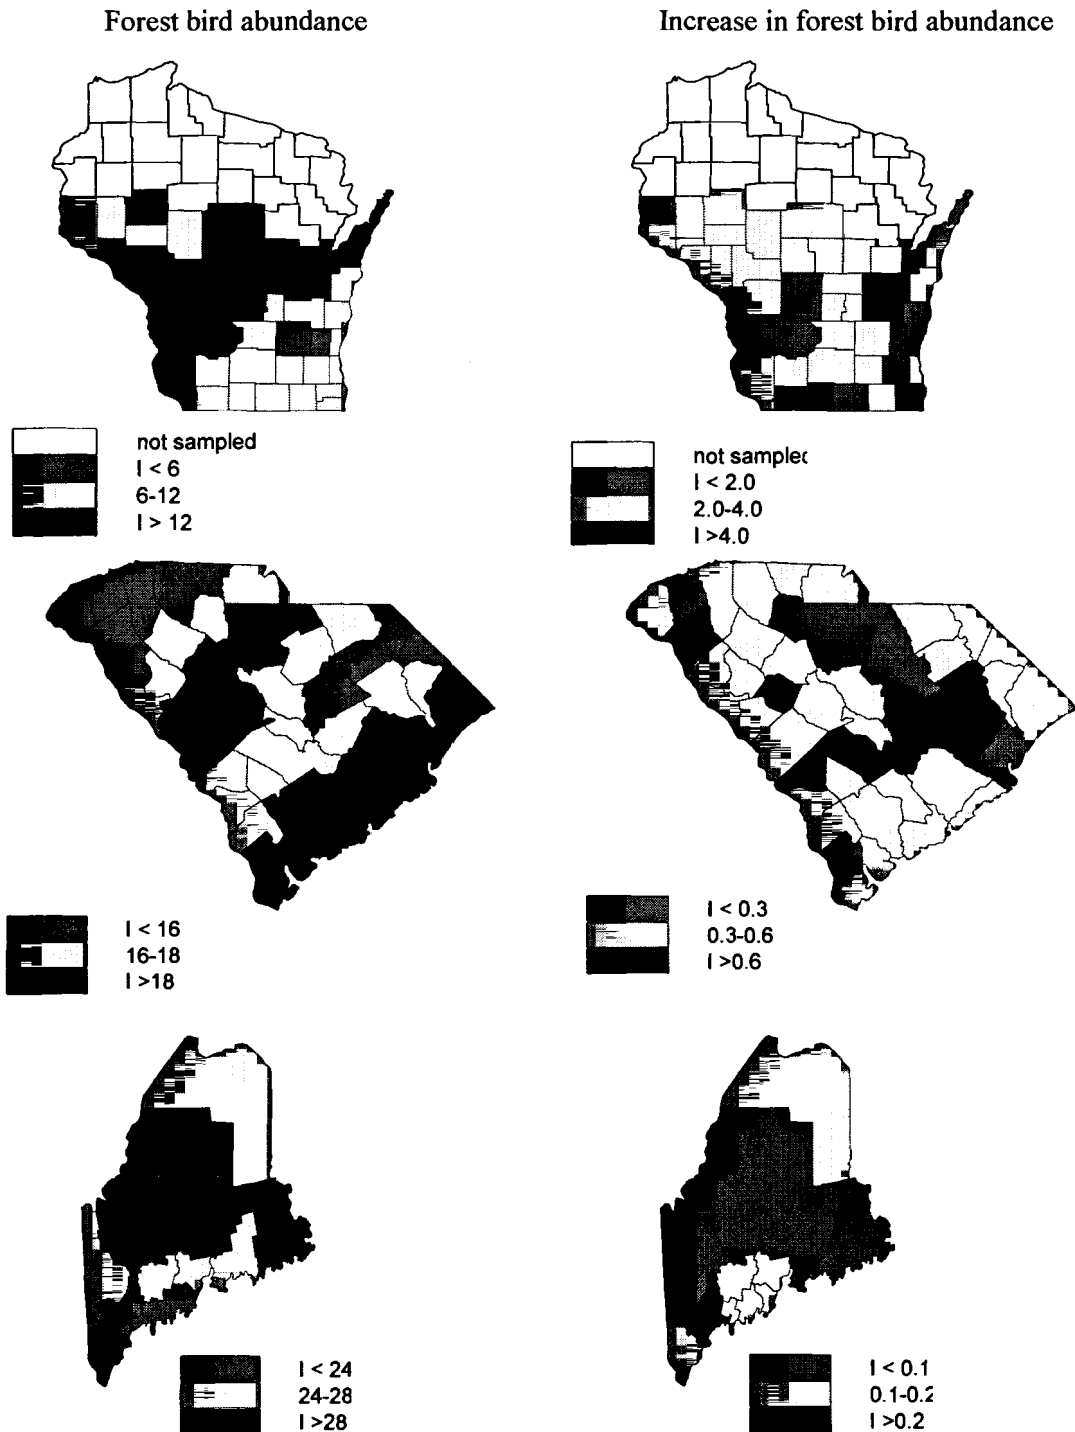 Forest bird abundance
Increase in forest bird abundance
not sampled
I < 6
6-12
I > 12
not sampled
I < 2.0
2.0-4.0
I >4.0
I < 16
16-18
I >18
I < 0.3
0.3-0.6
I >0.6
I < 24
24-28
I >28
I < 0.1
0.1-0.2
I >0.2